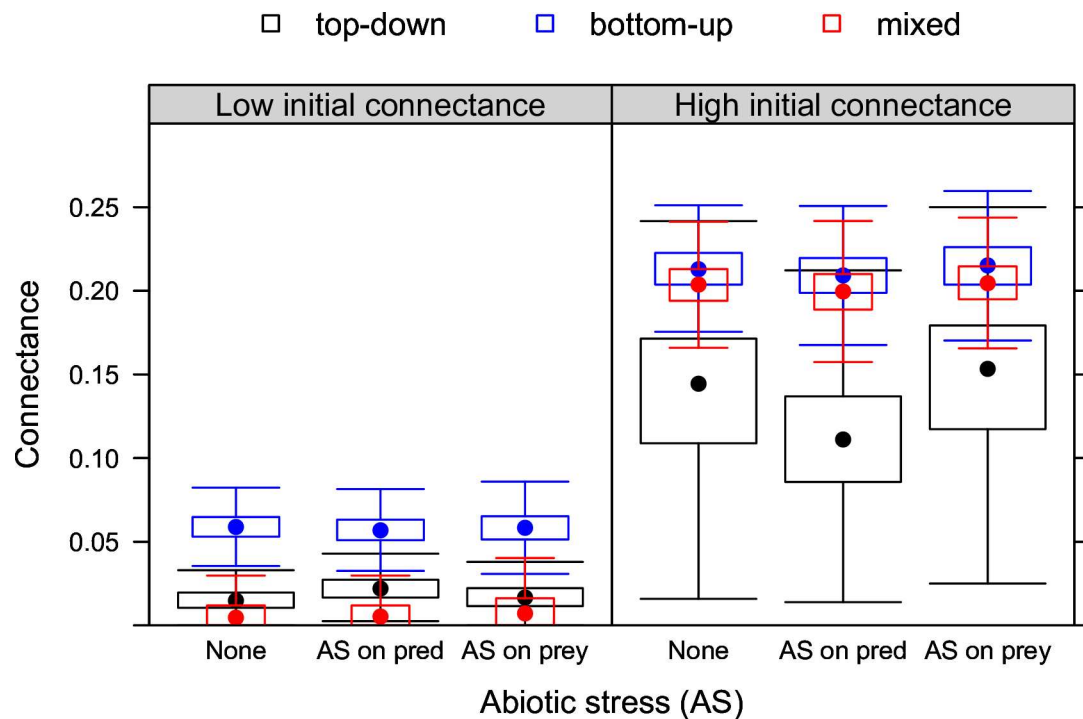 top-down bottom-up mixed
Low initial connectance High initial connectance
0.25
0.20
0.15
0.10
0.05
Connectance
None AS on pred AS on prey None AS on pred AS on prey
Abiotic stress (AS)